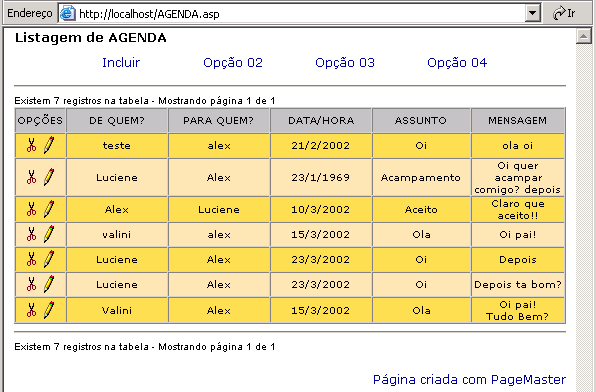 Endereço http://localhost/AGENDA.asp Ir
Listagem de AGENDA
Incluir Opção 02 Opção 03 Opção 04
Existem 7 registros na tabela - Mostrando página 1 de 1
OPÇÕES DE QUEM? PARA QUEM? DATA/HORA ASSUNTO MENSAGEM
teste alex 21/2/2002 Oi ola oi
Luciene Alex 23/1/1969 Acampamento Oi quer
acampar
comigo? depois
Alex Luciene 10/3/2002 Aceito Claro que
aceito!!
valini alex 15/3/2002 Ola Oi pai!
Luciene Alex 23/3/2002 Oi Depois
Luciene Alex 23/3/2002 Oi Depois ta bom?
Valini Alex 15/3/2002 Ola Oi pai!
Tudo Bem?
Existem 7 registros na tabela - Mostrando página 1 de 1
Página criada com PageMaster